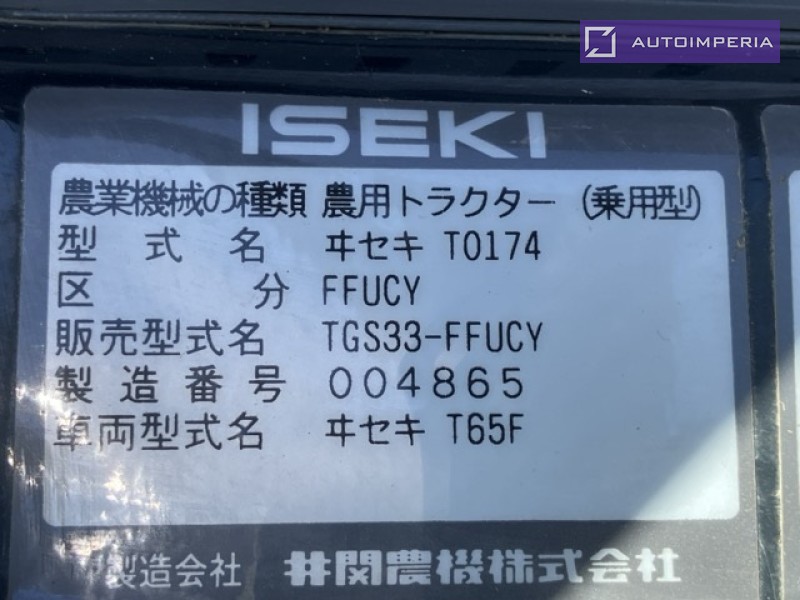 AUTOIMPERIA
ISEKI
農業機械の種類 農用トラクター (乗用型)
型式名 ヰセキ T0174
区分 FFUCY
販売型式名 TGS33-FFUCY
製造番号 004865
車両型式名 ヰセキ T65F
製造会社 井関農機株式会社